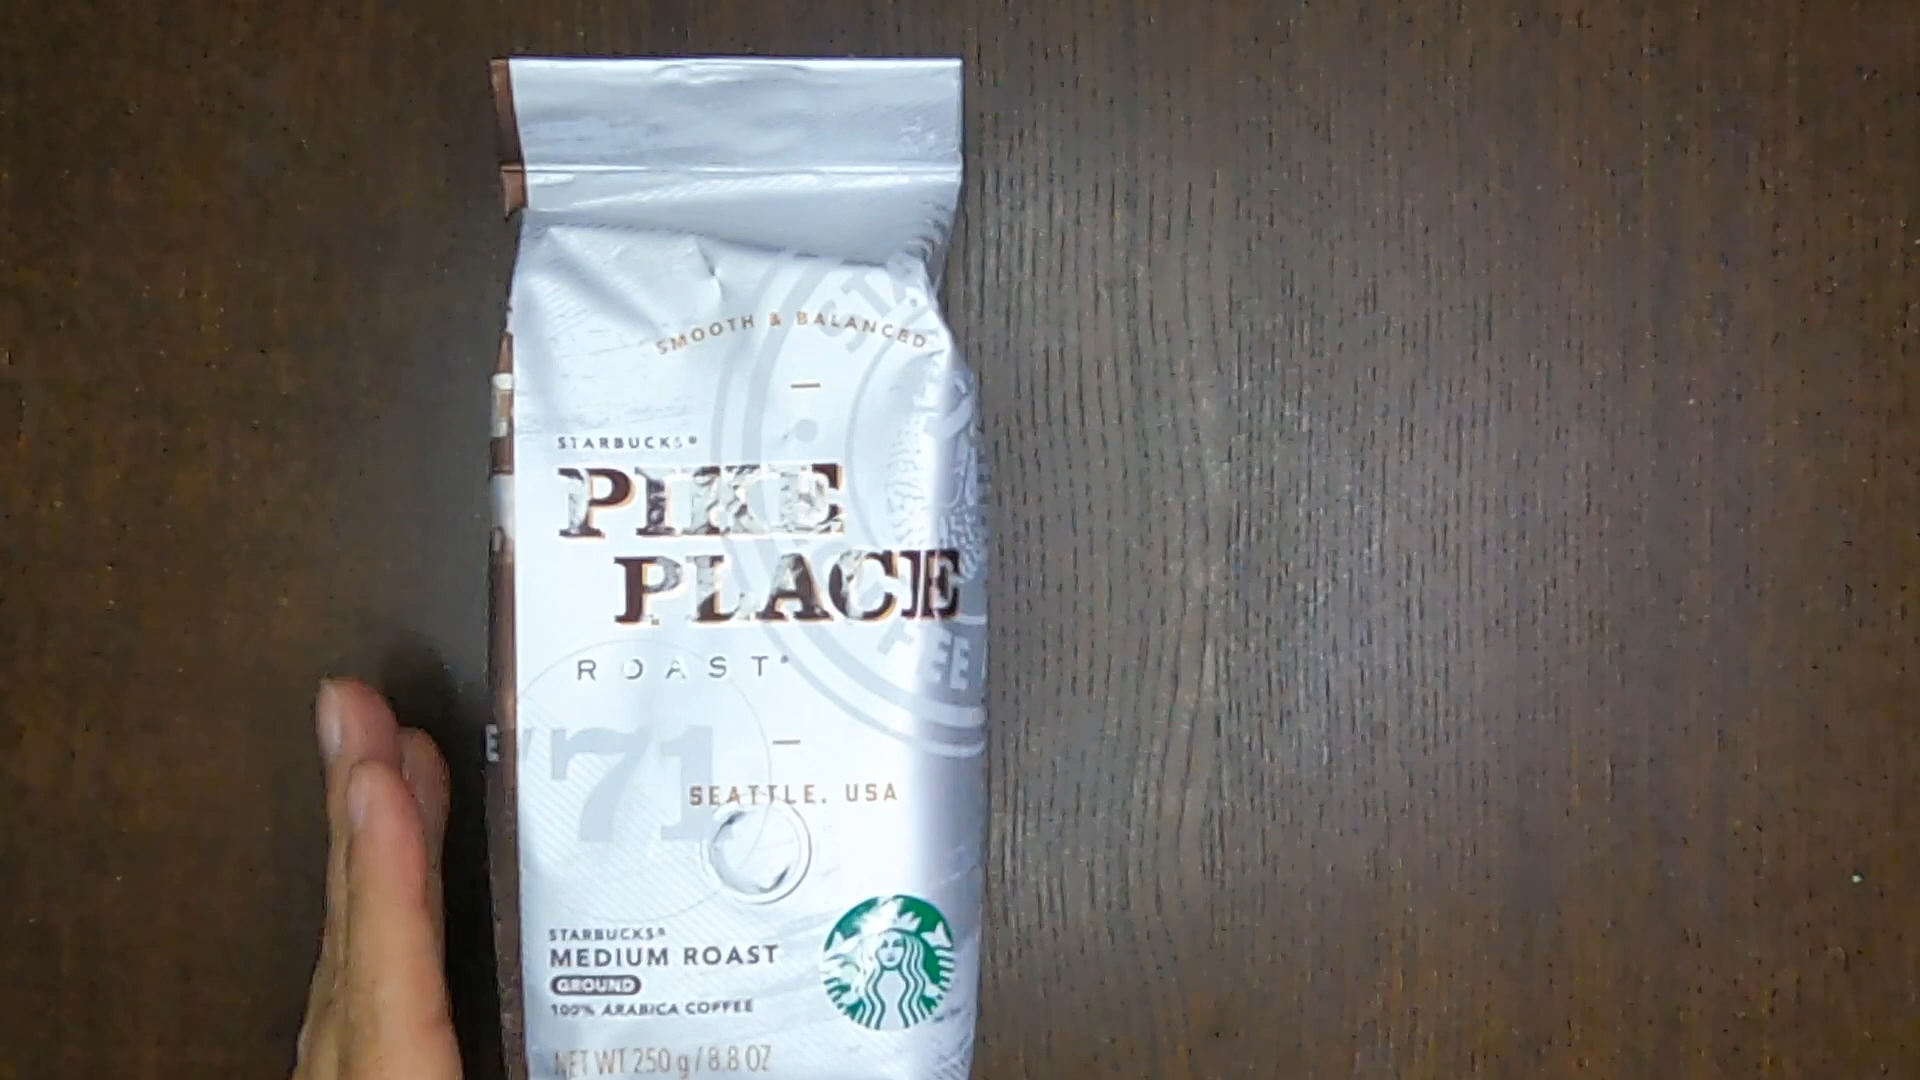 SMOOTH & BALANCED
STARBUCKS®
PIKE
PLACE
ROAST®
'71
SEATTLE, USA
STARBUCKS®
MEDIUM ROAST
GROUND
100% ARABICA COFFEE
NET WT 250 g / 8.8 OZ